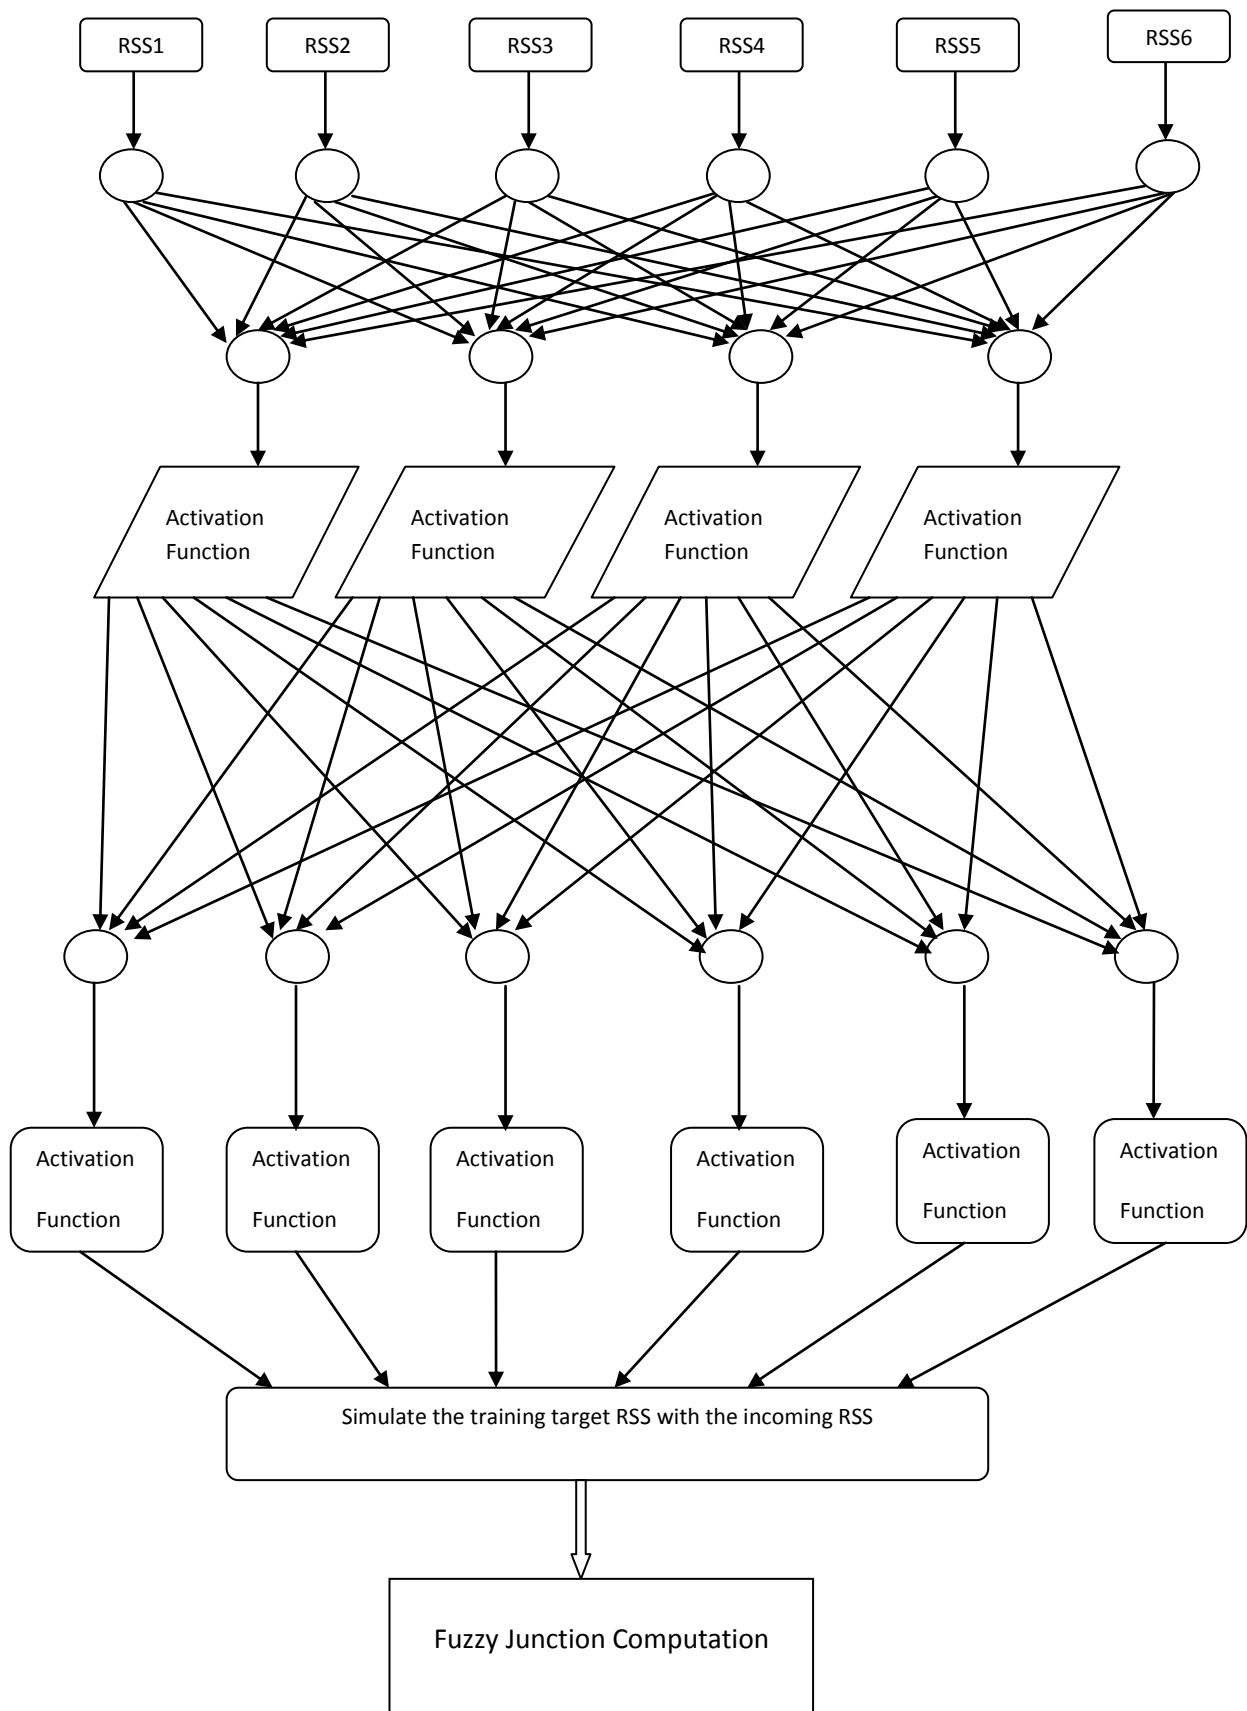 RSS1
RSS2
RSS3
RSS4
RSS5
RSS6
Activation
Function
Activation
Function
Activation
Function
Activation
Function
Activation
Function
Activation
Function
Activation
Function
Activation
Function
Activation
Function
Activation
Function
Simulate the training target RSS with the incoming RSS
Fuzzy Junction Computation